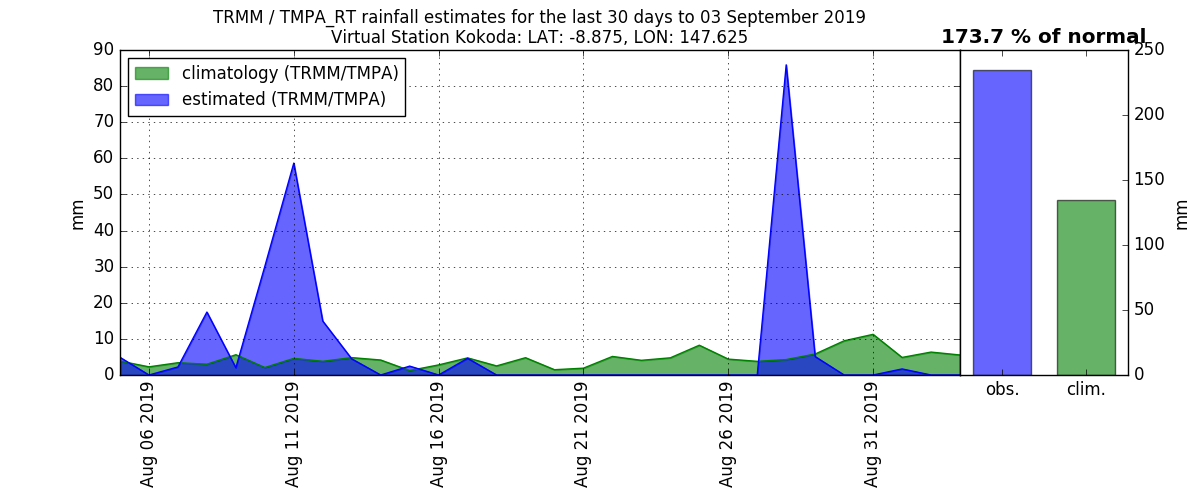 TRMM / TMPA_RT rainfall estimates for the last 30 days to 03 September 2019
Virtual Station Kokoda: LAT: -8.875, LON: 147.625
173.7 % of normal
climatology (TRMM/TMPA)
estimated (TRMM/TMPA)
mm
90
80
70
60
50
40
30
20
10
0
Aug 06 2019
Aug 11 2019
Aug 16 2019
Aug 21 2019
Aug 26 2019
Aug 31 2019
250
200
150
100
50
0
mm
obs.
clim.